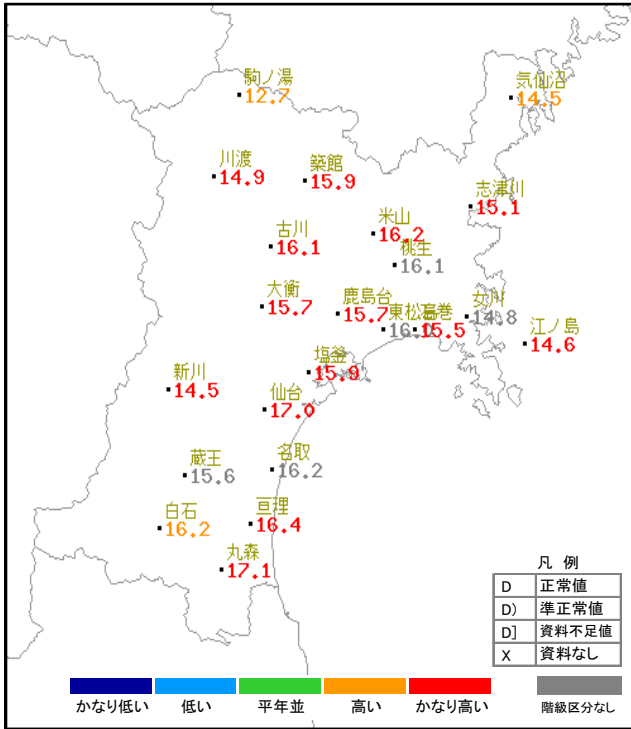 駒ノ湯
12.7
気仙沼
14.5
川渡
14.9
築館
15.9
志津川
15.1
米山
16.2
古川
16.1
桃生
16.1
大衡
15.7
鹿島台
15.7
東松島
石巻
15.5
女川
14.8
江ノ島
14.6
塩釜
15.9
新川
14.5
仙台
17.0
蔵王
15.6
名取
16.2
白石
16.2
亘理
16.4
丸森
17.1
凡 例
D 正常値
D) 準正常値
D] 資料不足値
X 資料なし
かなり低い 低い 平年並 高い かなり高い 階級区分なし